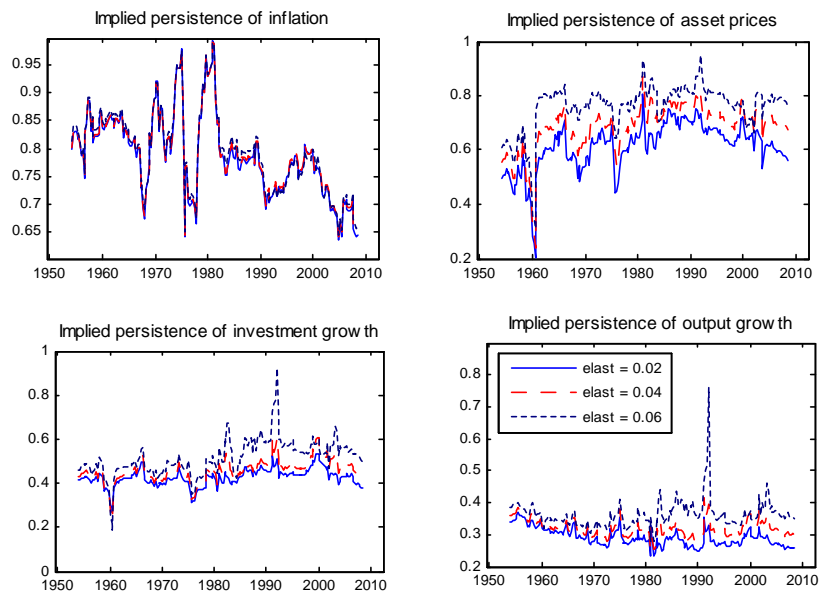 Implied persistence of inflation
0.95
0.9
0.85
0.8
0.75
0.7
0.65
1950 1960 1970 1980 1990 2000 2010
Implied persistence of asset prices
1
0.8
0.6
0.4
0.2
1950 1960 1970 1980 1990 2000 2010
Implied persistence of investment growth
1
0.8
0.6
0.4
0.2
0
1950 1960 1970 1980 1990 2000 2010
Implied persistence of output growth
0.8
0.7
0.6
0.5
0.4
0.3
0.2
elast = 0.02
elast = 0.04
elast = 0.06
1950 1960 1970 1980 1990 2000 2010